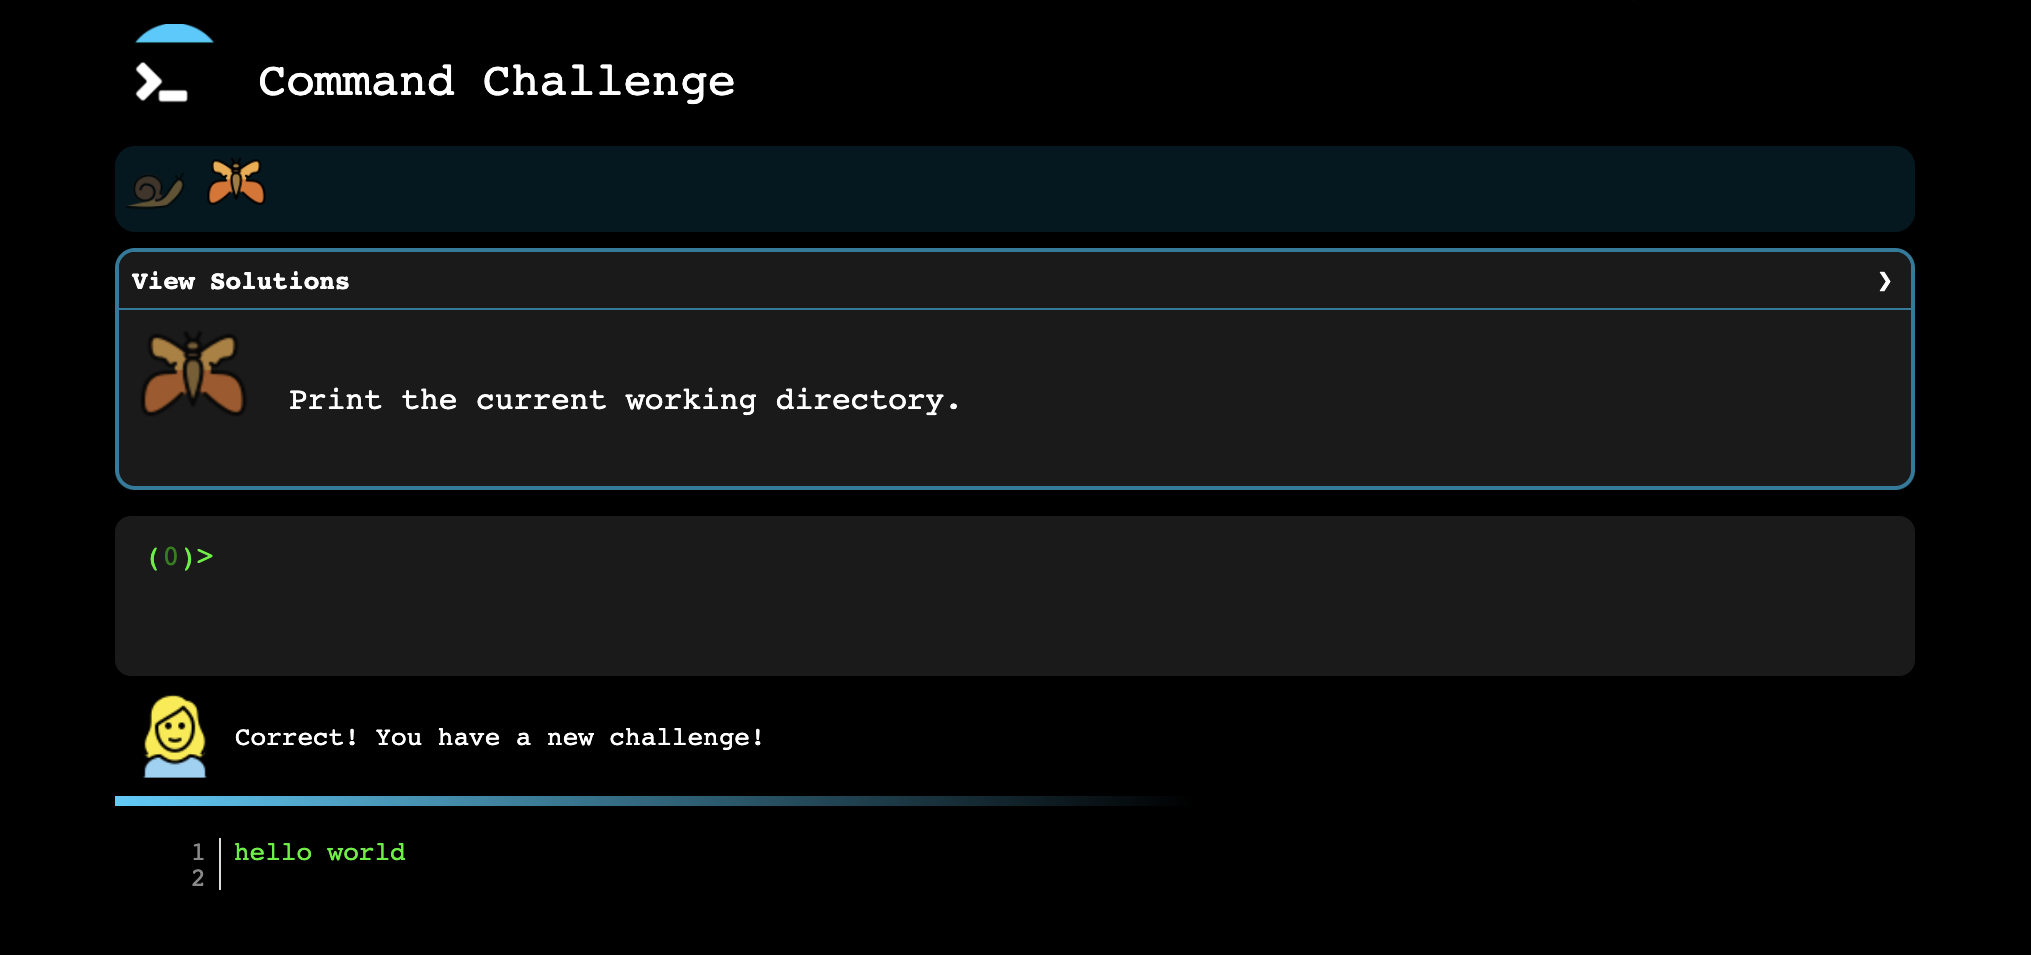 Command Challenge
View Solutions ❯
Print the current working directory.
(0)>
Correct! You have a new challenge!
1 hello world
2